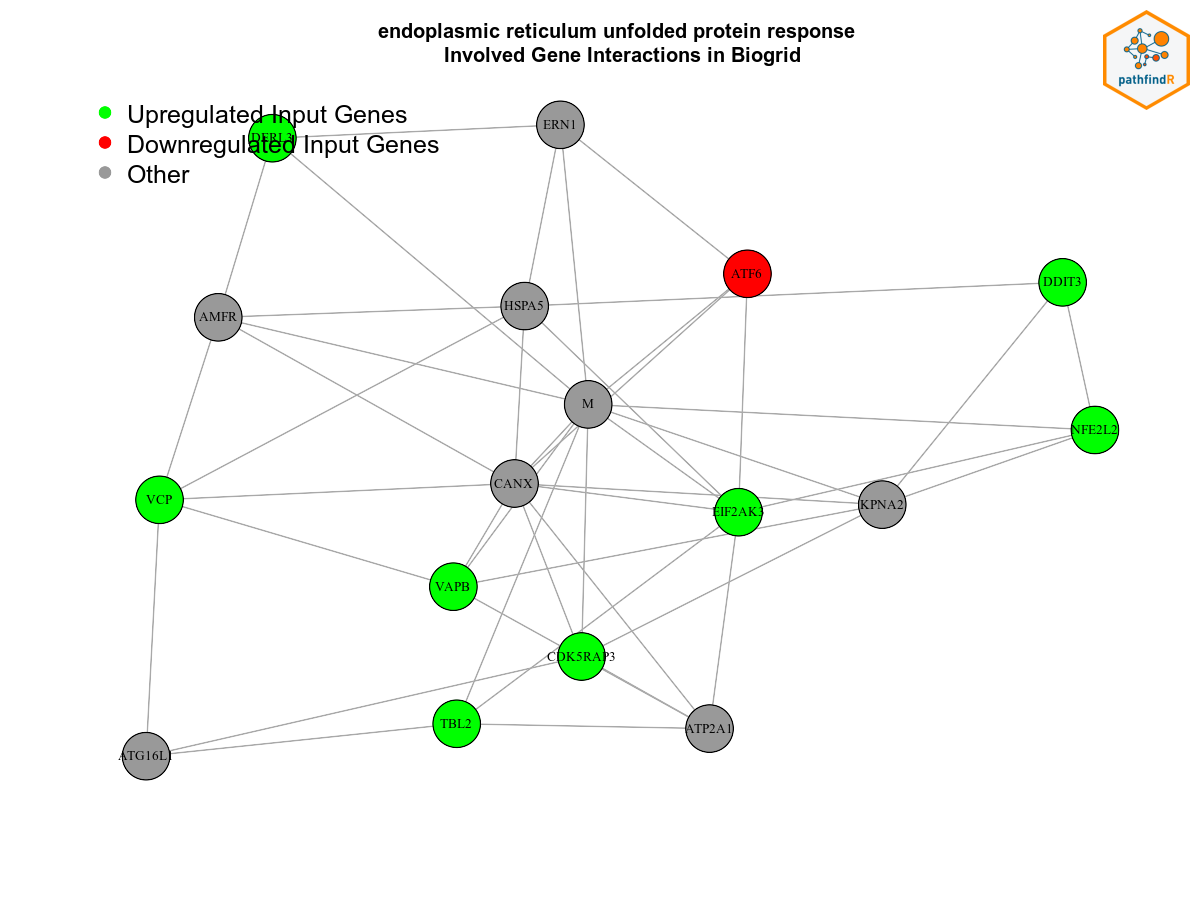 endoplasmic reticulum unfolded protein response
Involved Gene Interactions in Biogrid
pathfindR
Upregulated Input Genes
Downregulated Input Genes
Other
DERL3
ERN1
ATF6
DDIT3
AMFR
HSPA5
M
NFE2L2
CANX
VCP
EIF2AK3
KPNA2
VAPB
CDK5RAP3
TBL2
ATP2A1
ATG16L1